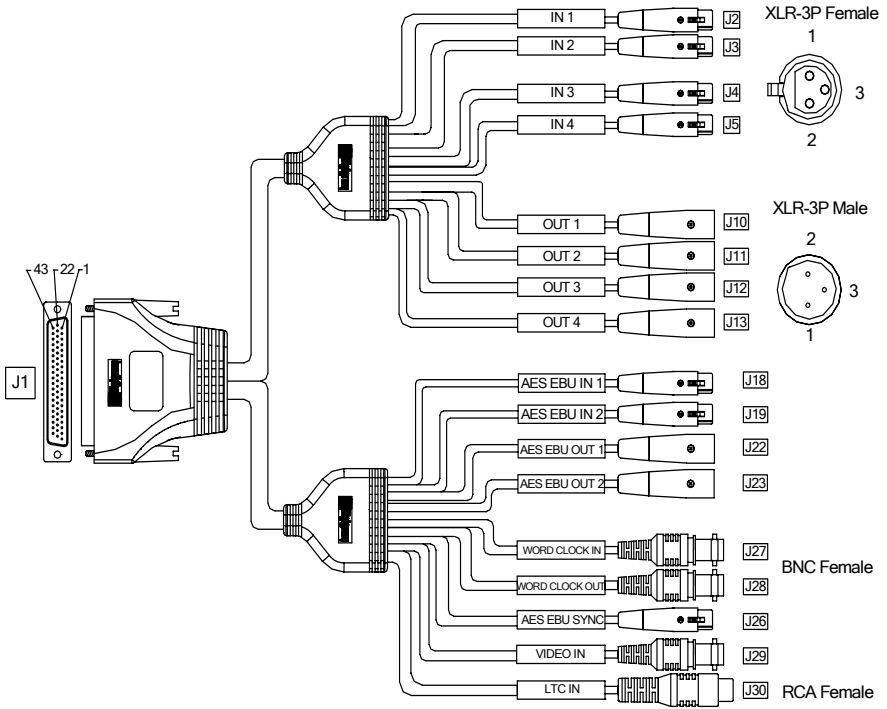 IN 1 J2 XLR-3P Female
1
IN 2 J3
IN 3 J4 3
IN 4 J5
2
OUT 1 J10 XLR-3P Male
2
OUT 2 J11
OUT 3 J12 3
OUT 4 J13
1
43 22 1
J1
AES EBU IN 1 J18
AES EBU IN 2 J19
AES EBU OUT 1 J22
AES EBU OUT 2 J23
WORD CLOCK IN J27
BNC Female
WORD CLOCK OUT J28
AES EBU SYNC J26
VIDEO IN J29
LTC IN J30 RCA Female